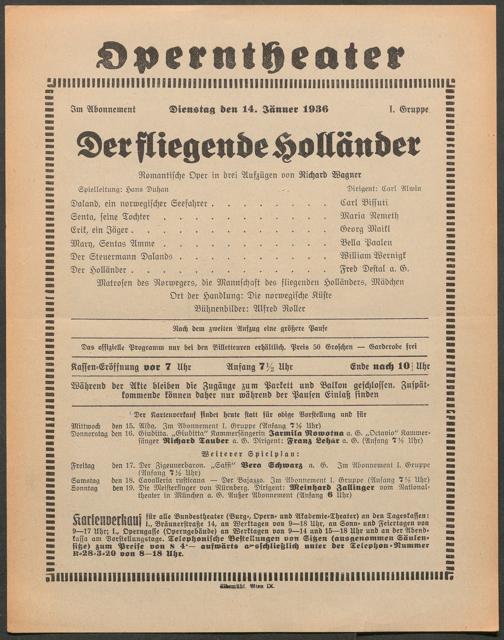 Operntheater
Im Abonnement Dienstag den 14. Jänner 1936 I. Gruppe
Der fliegende Holländer
Romantische Oper in drei Aufzügen von Richard Wagner
Spielleitung: Hans Duhan Dirigent: Carl Alwin
Daland, ein norwegischer Seefahrer . . . . . . . . . . Carl Bissuti
Senta, seine Tochter . . . . . . . . . . Maria Nemeth
Erik, ein Jäger . . . . . . . . . . Georg Maikl
Mary, Sentas Amme . . . . . . . . . . Bella Paalen
Der Steuermann Dalands . . . . . . . . . . William Wernigk
Der Holländer . . . . . . . . . . Fred Destal a. G.
Matrosen des Norwegers, die Mannschaft des fliegenden Holländers, Mädchen
Ort der Handlung: Die norwegische Küste
Bühnenbilder: Alfred Roller
Nach dem zweiten Aufzug eine größere Pause
Das offizielle Programm nur bei den Billetteuren erhältlich. Preis 50 Groschen — Garderobe frei
Kassen-Eröffnung vor 7 Uhr Anfang 7½ Uhr Ende nach 10 Uhr
Während der Akte bleiben die Zugänge zum Parkett und Balkon geschlossen. Zuspät-
kommende können daher nur während der Pausen Einlaß finden
Der Kartenverkauf findet heute statt für obige Vorstellung und für
Mittwoch den 15. Aida. Im Abonnement I. Gruppe (Anfang 7½ Uhr)
Donnerstag den 16. Giuditta. „Giuditta“ Kammersängerin Jarmila Novotna a. G. „Octavio“ Kammer-
sänger Richard Tauber a. G. Dirigent: Franz Lehar a. G. (Anfang 7½ Uhr)
Weiterer Spielplan:
Freitag den 17. Der Zigeunerbaron. „Saffi“ Vera Schwarz a. G. Im Abonnement I. Gruppe
(Anfang 7½ Uhr)
Samstag den 18. Cavalleria rusticana — Der Bajazzo. Im Abonnement I. Gruppe (Anfang 7½ Uhr)
Sonntag den 19. Die Meistersinger von Nürnberg. Dirigent: Meinhard Zallinger vom National-
theater in München a. G. Außer Abonnement (Anfang 6 Uhr)
Kartenverkauf für alle Bundestheater (Burg-, Opern- und Akademie-Theater) an den Tageskassen:
I., Bräunerstraße 14, an Werktagen von 9—18 Uhr, an Sonn- und Feiertagen von
9—17 Uhr; I., Operngasse (Operngebäude) an Werktagen von 9—14 und 15—18 Uhr und an der Abend-
kassa am Vorstellungstage. Telephonische Bestellungen von Sitzen (ausgenommen Säulen-
sitze) zum Preise von S 4·— aufwärts ausschließlich unter der Telephon-Nummer
R-28-3-20 von 8—18 Uhr.
Elbemühl, Wien IX.